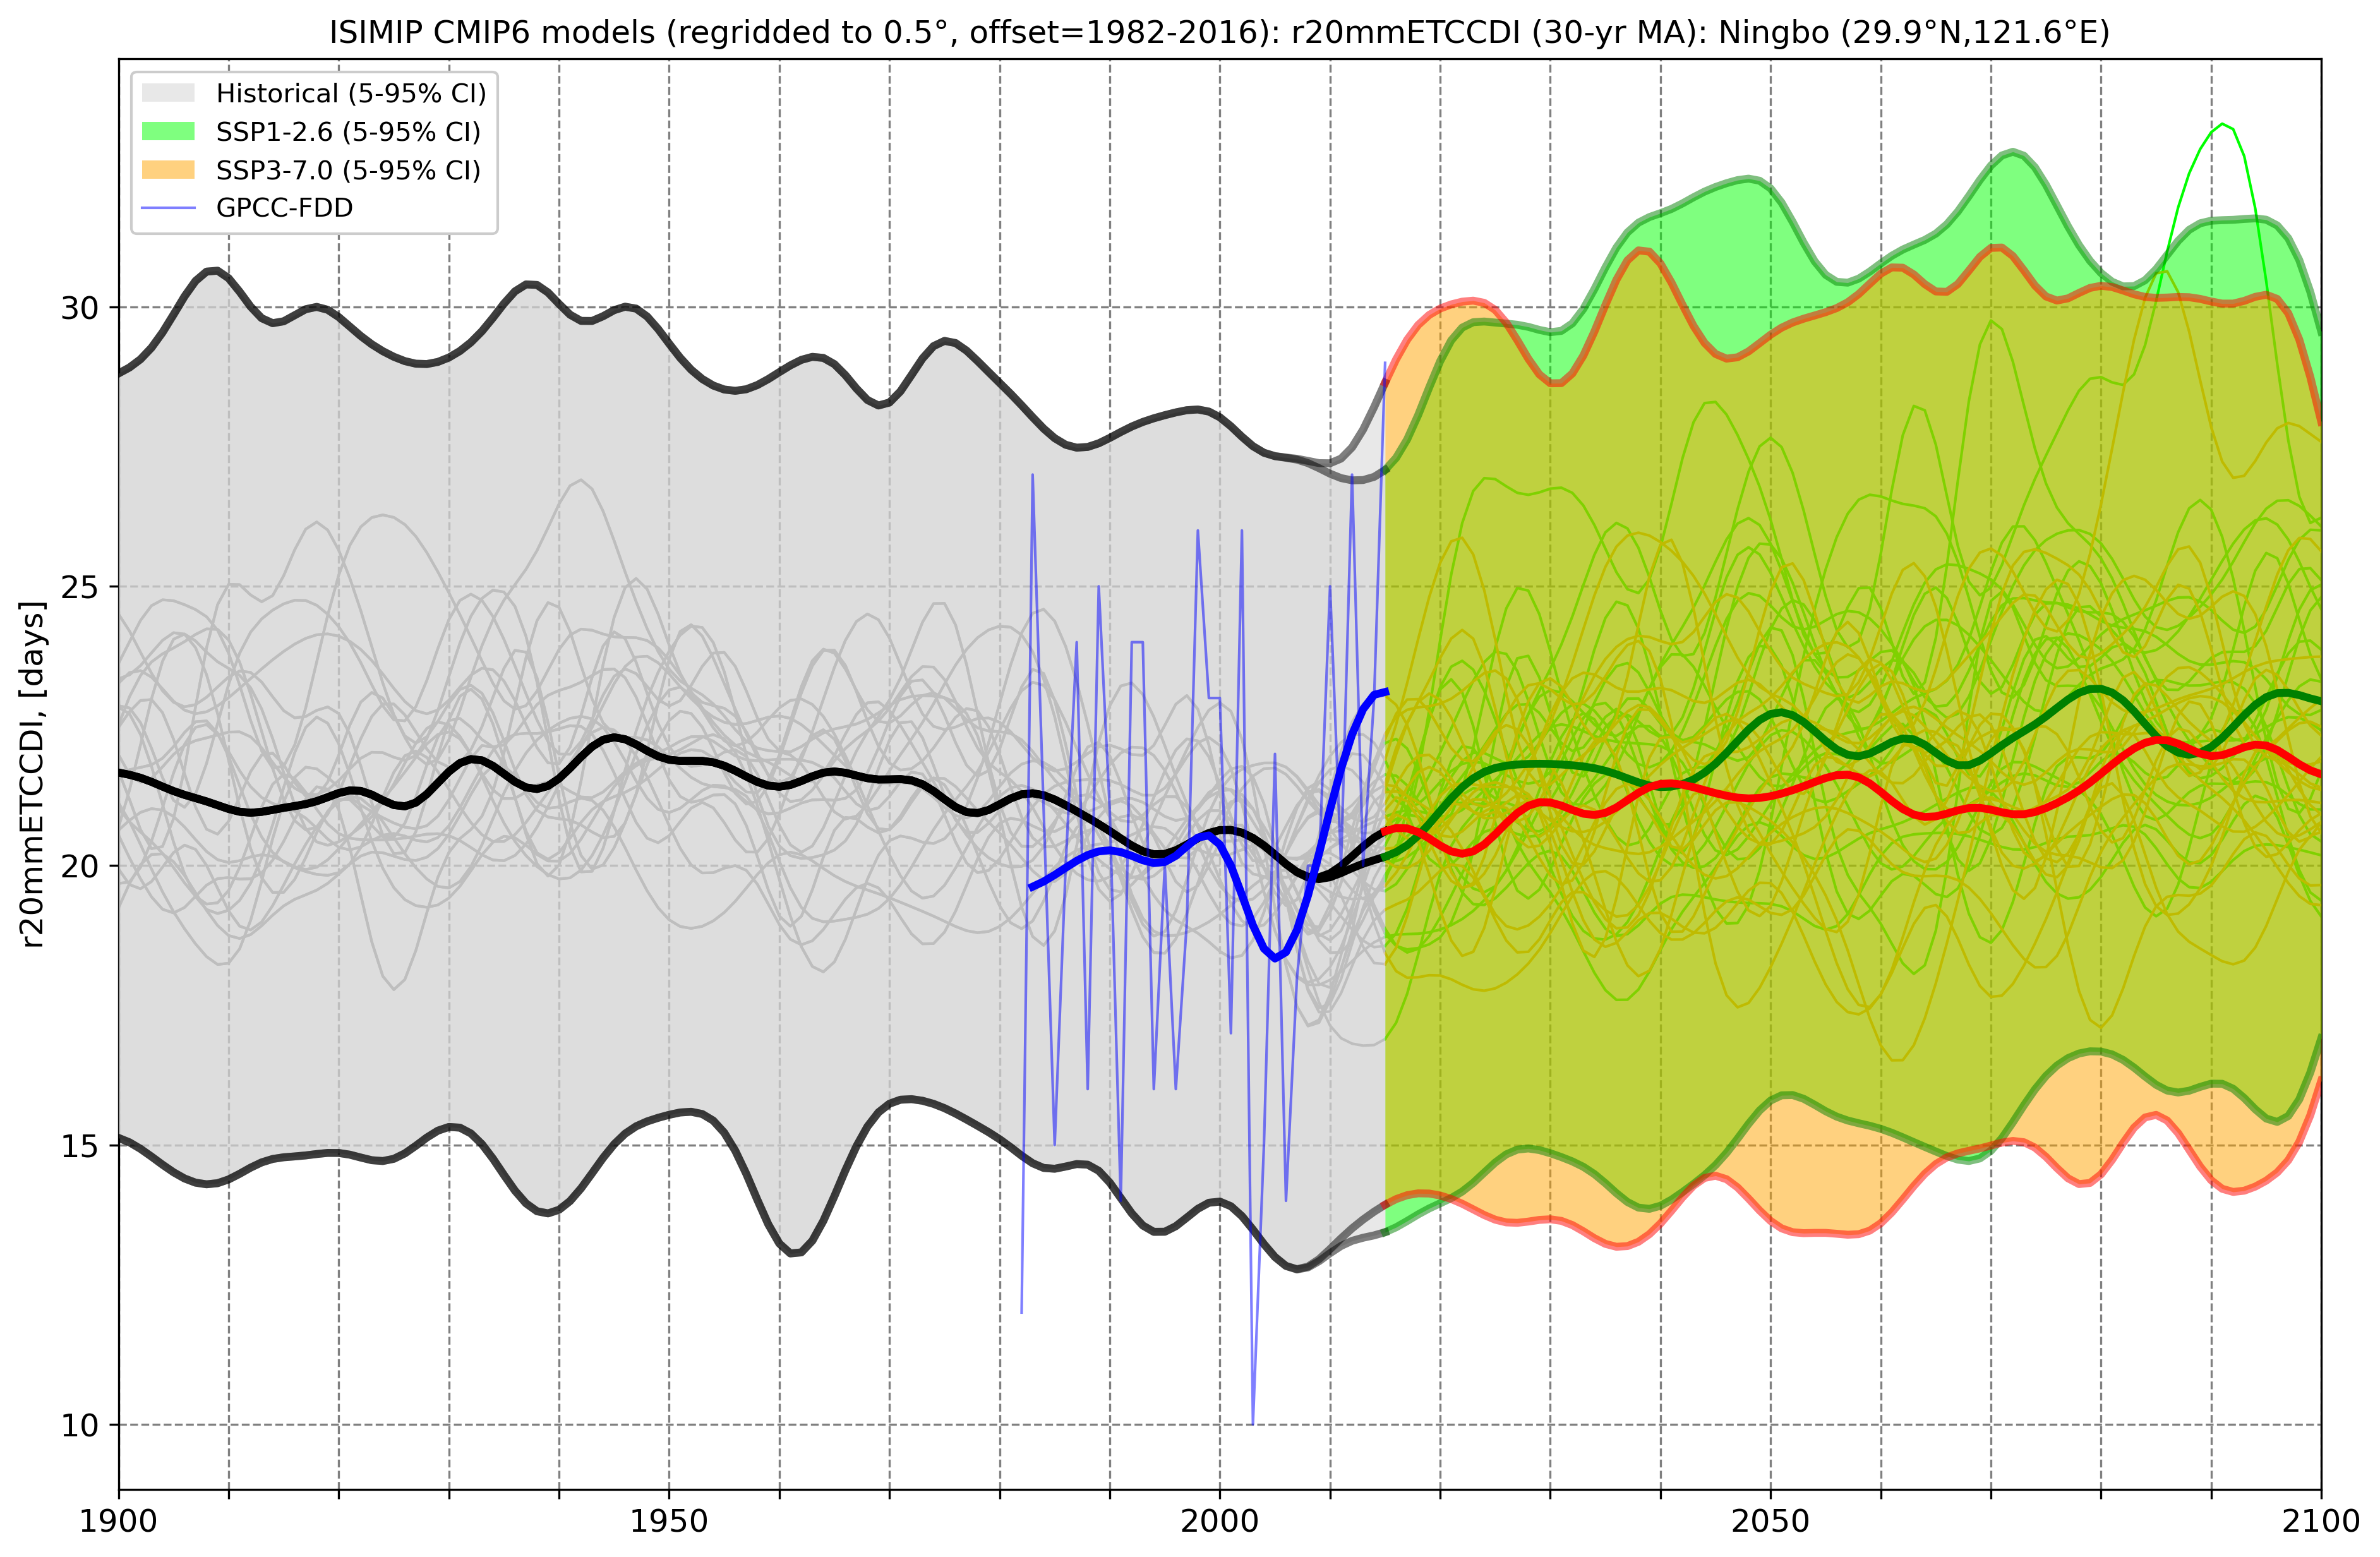 ISIMIP CMIP6 models (regridded to 0.5°, offset=1982-2016): r20mmETCCDI (30-yr MA): Ningbo (29.9°N,121.6°E)
Historical (5-95% CI)
SSP1-2.6 (5-95% CI)
SSP3-7.0 (5-95% CI)
GPCC-FDD
r20mmETCCDI, [days]
30
25
20
15
10
1900
1950
2000
2050
2100